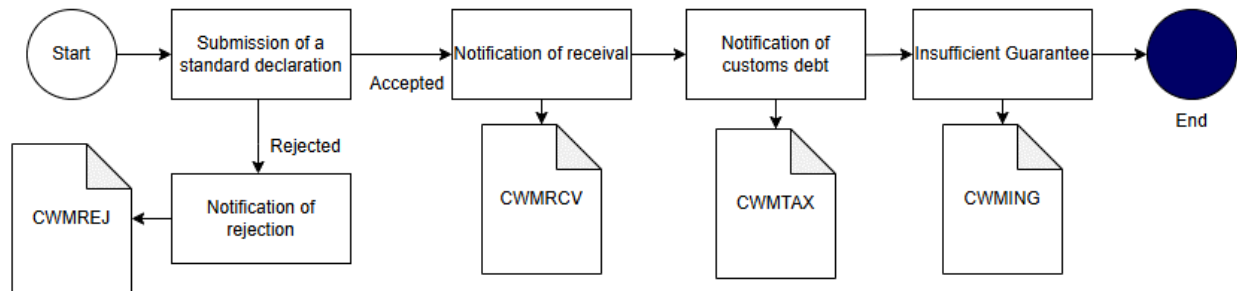 Start
Submission of a
standard declaration
Accepted
Notification of receival
Notification of
customs debt
Insufficient Guarantee
End
Rejected
Notification of
rejection
CWMREJ
CWMRCV
CWMTAX
CWMING